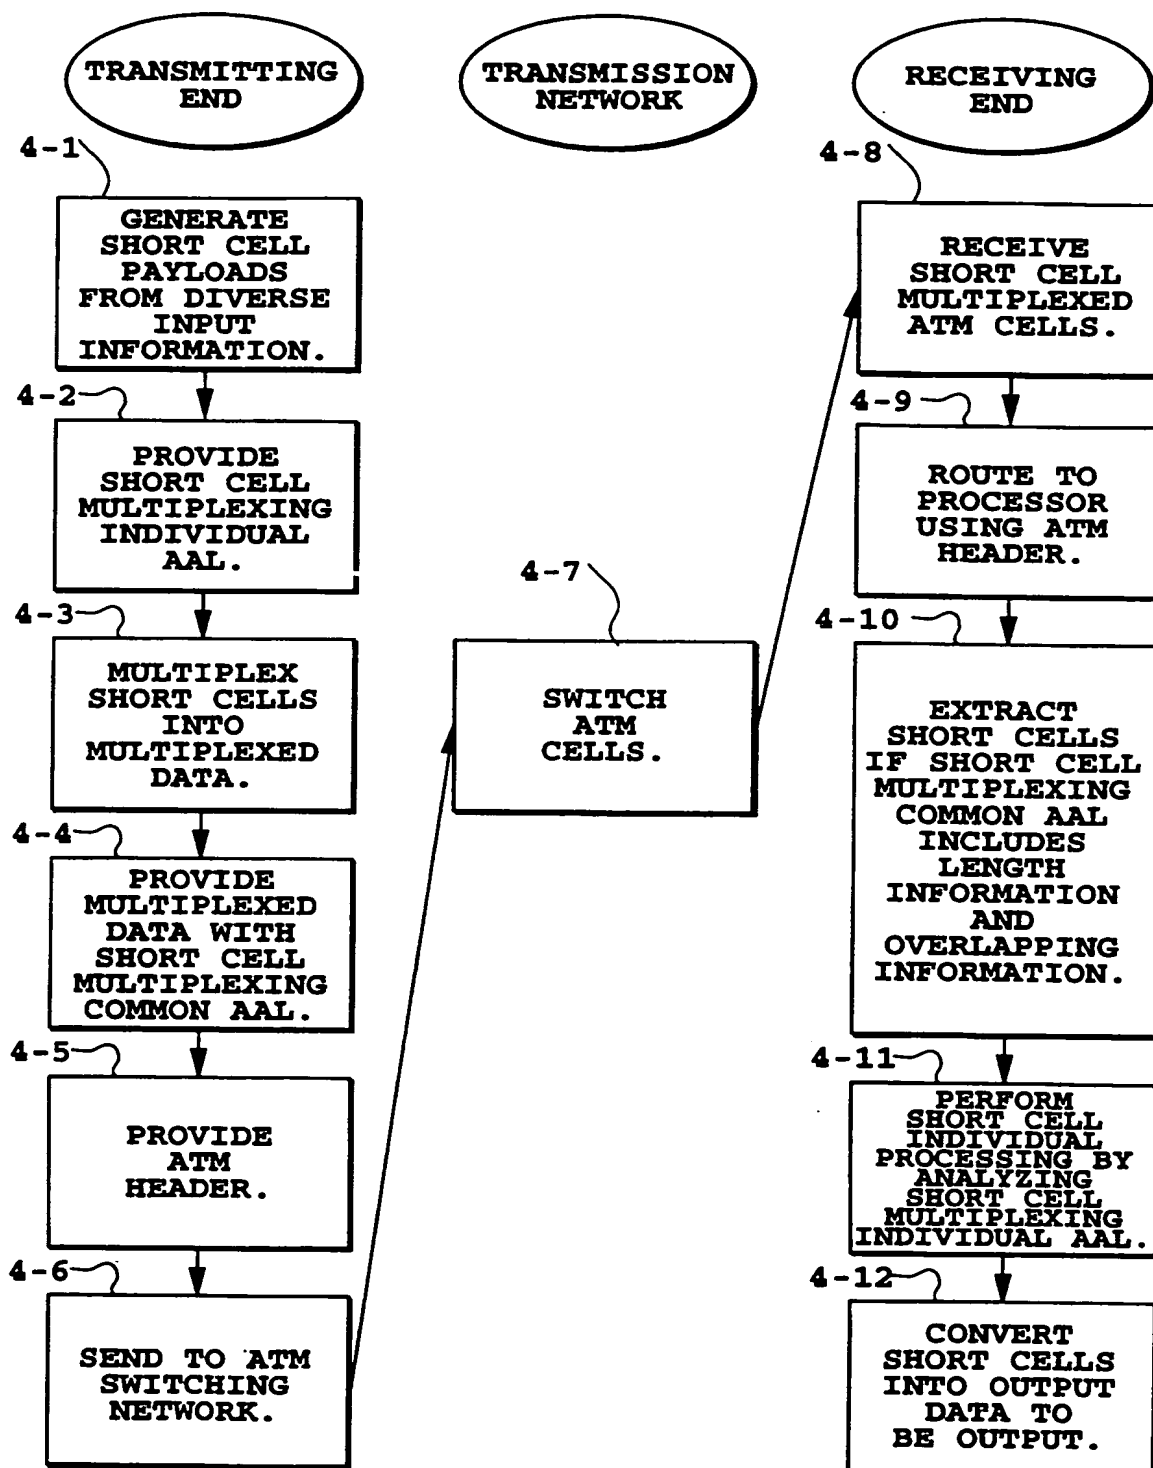 TRANSMITTING
END
4-1
GENERATE
SHORT CELL
PAYLOADS
FROM DIVERSE
INPUT
INFORMATION.
4-2
PROVIDE
SHORT CELL
MULTIPLEXING
INDIVIDUAL
AAL.
4-3
MULTIPLEX
SHORT CELLS
INTO
MULTIPLEXED
DATA.
4-4
PROVIDE
MULTIPLEXED
DATA WITH
SHORT CELL
MULTIPLEXING
COMMON AAL.
4-5
PROVIDE
ATM
HEADER.
4-6
SEND TO ATM
SWITCHING
NETWORK.
TRANSMISSION
NETWORK
4-7
SWITCH
ATM
CELLS.
RECEIVING
END
4-8
RECEIVE
SHORT CELL
MULTIPLEXED
ATM CELLS.
4-9
ROUTE TO
PROCESSOR
USING ATM
HEADER.
4-10
EXTRACT
SHORT CELLS
IF SHORT CELL
MULTIPLEXING
COMMON AAL
INCLUDES
LENGTH
INFORMATION
AND
OVERLAPPING
INFORMATION.
4-11
PERFORM
SHORT CELL
INDIVIDUAL
PROCESSING BY
ANALYZING
SHORT CELL
MULTIPLEXING
INDIVIDUAL AAL.
4-12
CONVERT
SHORT CELLS
INTO OUTPUT
DATA TO
BE OUTPUT.